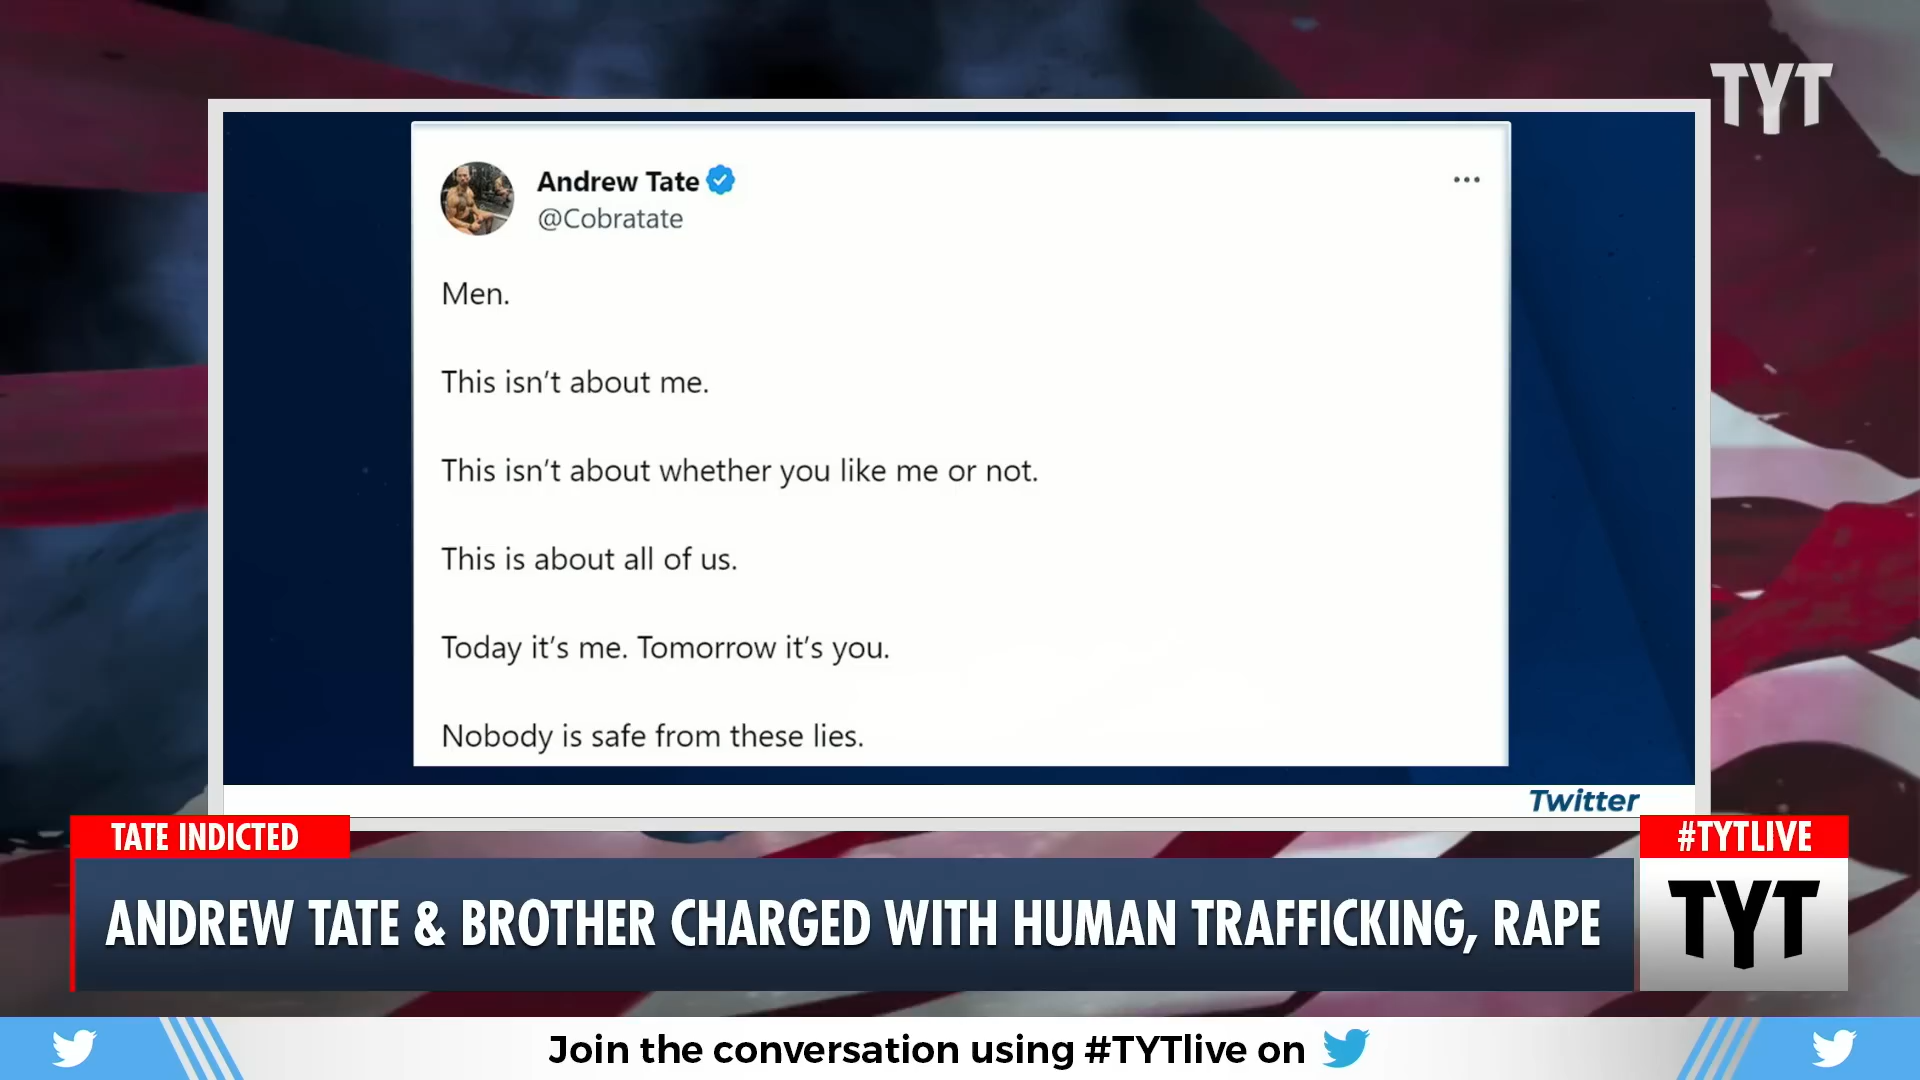 TYT
Andrew Tate
@Cobratate
Men.
This isn't about me.
This isn't about whether you like me or not.
This is about all of us.
Today it's me. Tomorrow it's you.
Nobody is safe from these lies.
Twitter
TATE INDICTED
#TYTLIVE
ANDREW TATE & BROTHER CHARGED WITH HUMAN TRAFFICKING, RAPE
TYT
Join the conversation using #TYTlive on